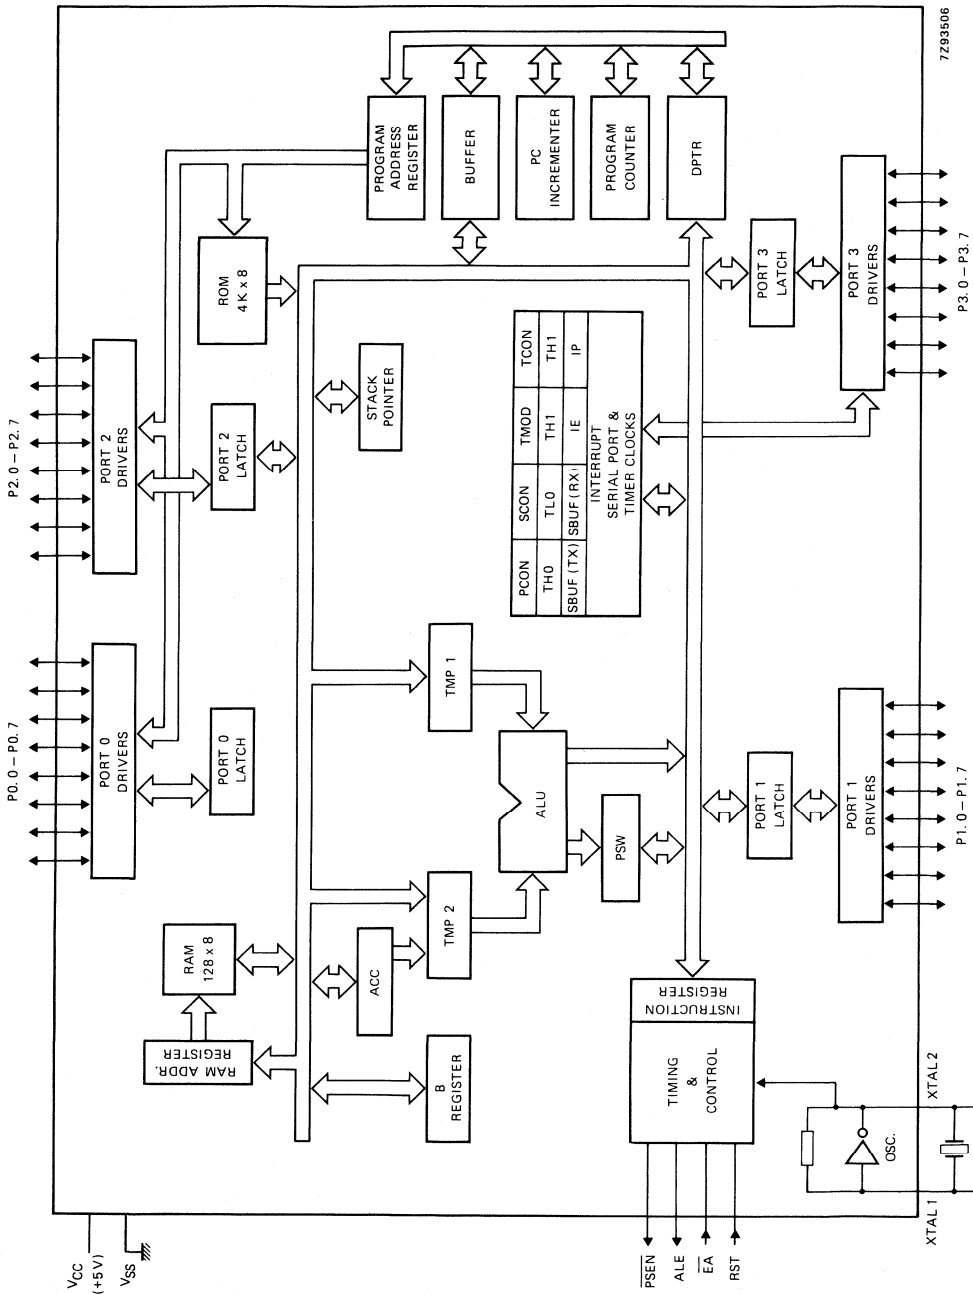 7Z93506
P0.0 – P0.7
P2.0 – P2.7
VCC
(+5 V)
VSS
PORT 0
DRIVERS
PORT 2
DRIVERS
RAM ADDR.
REGISTER
RAM
128 x 8
PORT 0
LATCH
PORT 2
LATCH
ROM
4K x 8
B
REGISTER
ACC
TMP 2
TMP 1
STACK
POINTER
PROGRAM
ADDRESS
REGISTER
BUFFER
PC
INCREMENTER
PROGRAM
COUNTER
DPTR
ALU
PSW
PCON SCON TMOD TCON
TH0 TL0 TH1 TH1
SBUF (TX) SBUF (RX) IE IP
INTERRUPT
SERIAL PORT &
TIMER CLOCKS
PSEN
ALE
EA
RST
TIMING
&
CONTROL
INSTRUCTION
REGISTER
PORT 1
LATCH
PORT 3
LATCH
OSC.
PORT 1
DRIVERS
PORT 3
DRIVERS
XTAL1
XTAL2
P1.0 – P1.7
P3.0 – P3.7